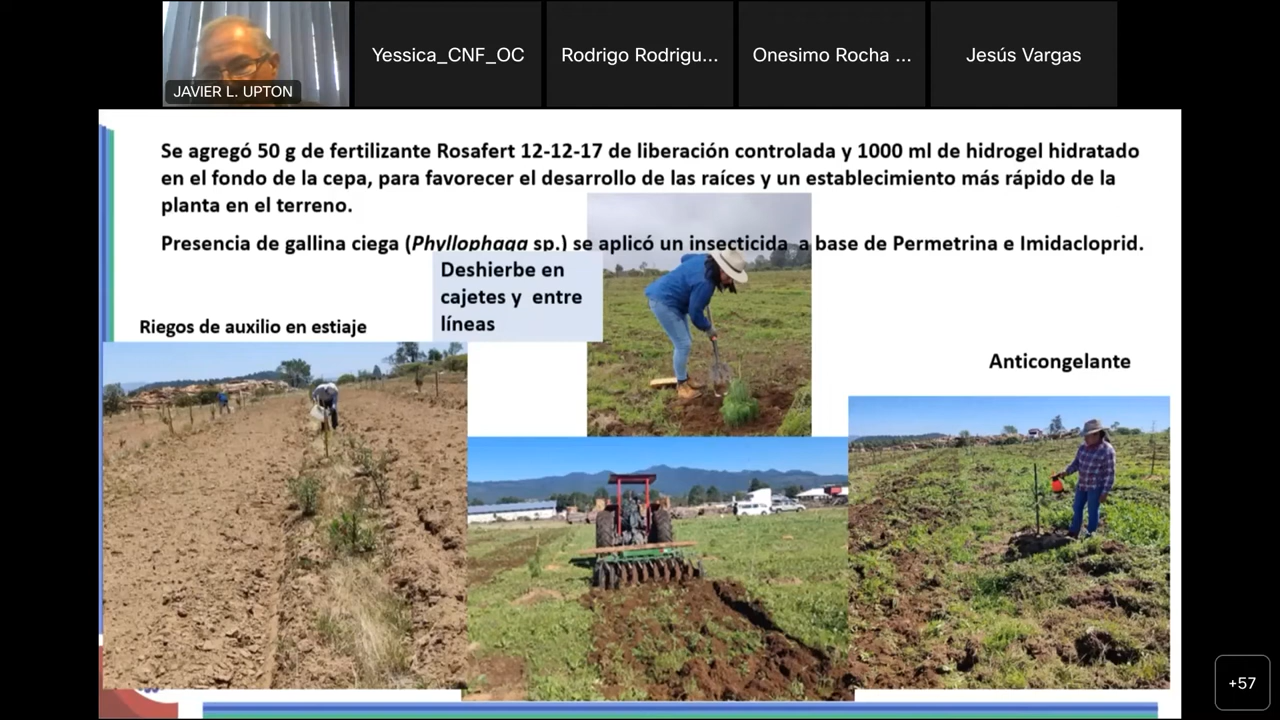 Yessica_CNF_OC
Rodrigo Rodrigu...
Onesimo Rocha ...
Jesús Vargas
JAVIER L. UPTON
Se agregó 50 g de fertilizante Rosafert 12-12-17 de liberación controlada y 1000 ml de hidrogel hidratado
en el fondo de la cepa, para favorecer el desarrollo de las raíces y un establecimiento más rápido de la
planta en el terreno.
Presencia de gallina ciega (Phyllophaga sp.) se aplicó un insecticida a base de Permetrina e Imidacloprid.
Deshierbe en
cajetes y entre
líneas
Riegos de auxilio en estiaje
Anticongelante
+57